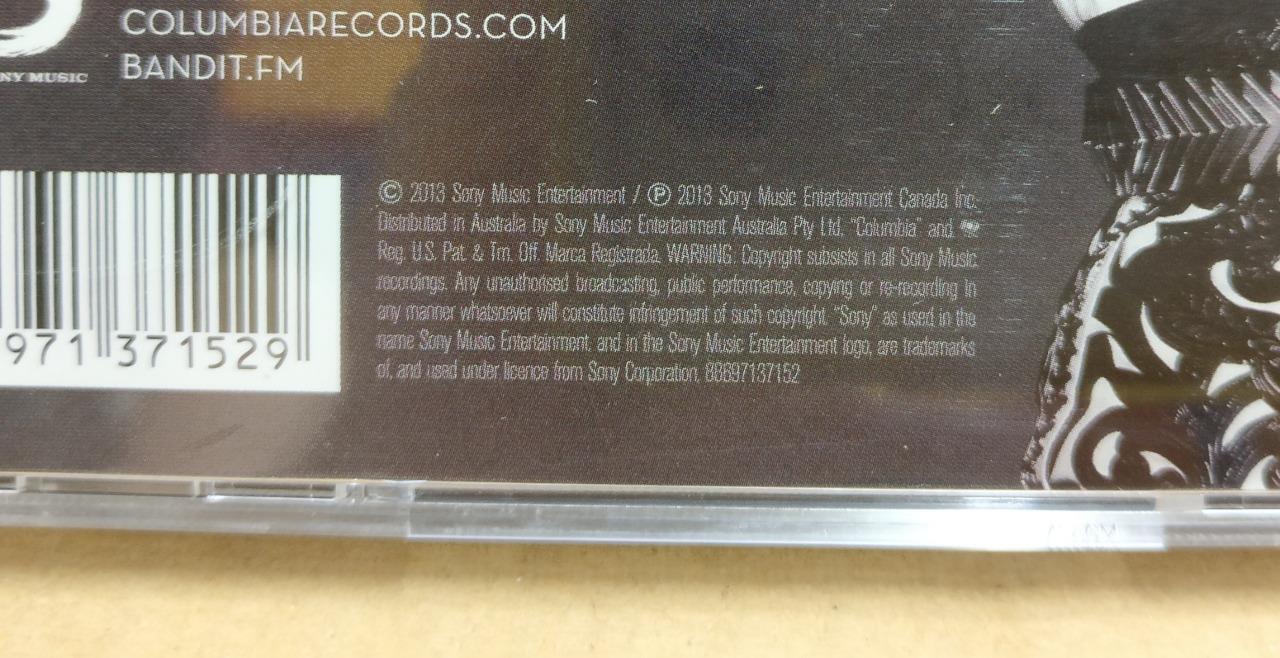 COLUMBIARECORDS.COM
NY MUSIC
BANDIT.FM
© 2013 Sony Music Entertainment / ℗ 2013 Sony Music Entertainment Canada Inc.
Distributed in Australia by Sony Music Entertainment Australia Pty Ltd. "Columbia" and
Reg. U.S. Pat. & Tm. Off. Marca Registrada. WARNING. Copyright subsists in all Sony Music
recordings. Any unauthorised broadcasting, public performance, copying or re-recording in
any manner whatsoever will constitute infringement of such copyright. "Sony" as used in the
name Sony Music Entertainment, and in the Sony Music Entertainment logo, are trademarks
of, and used under licence from Sony Corporation. 88697137152
971 371529